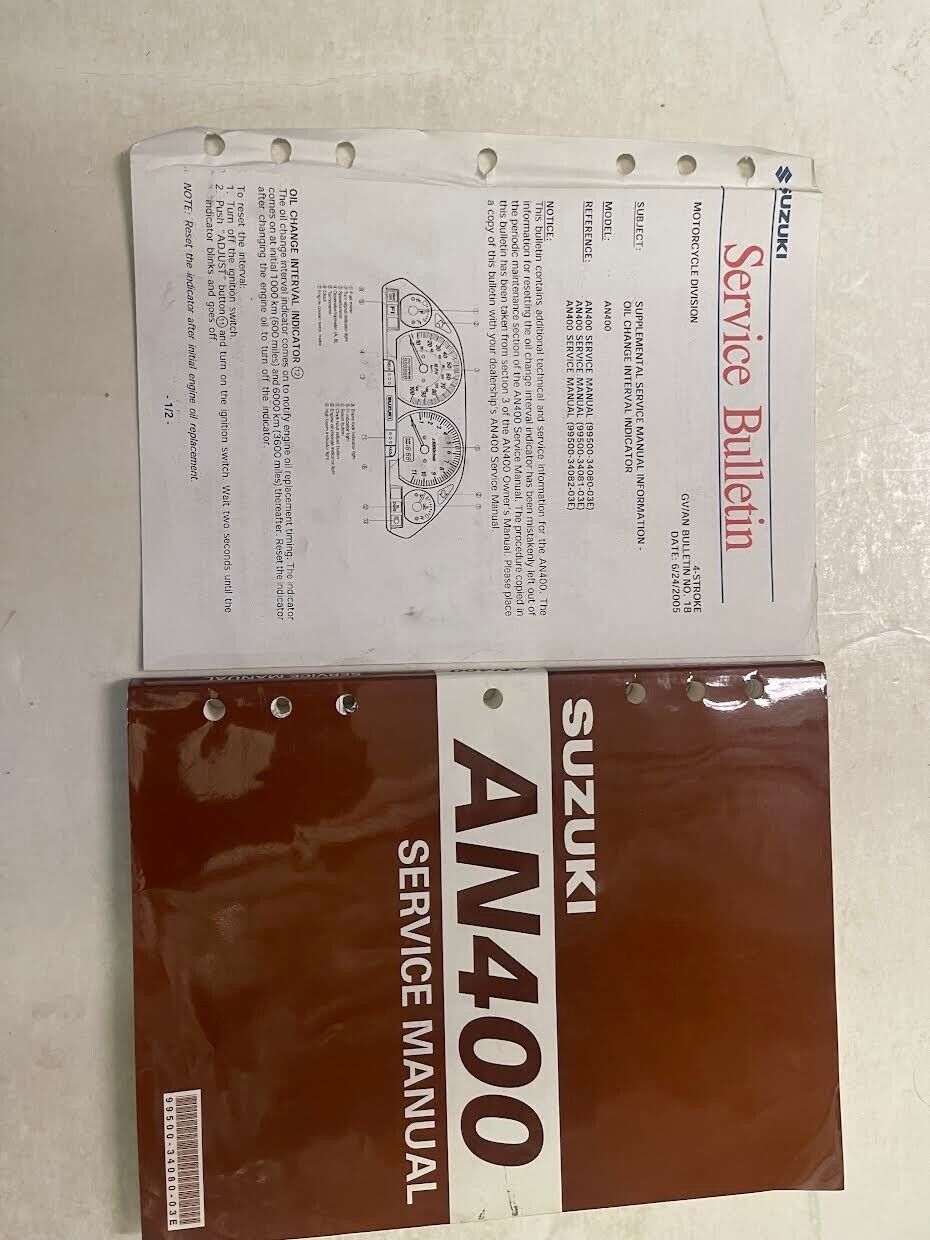 SUZUKI
Service Bulletin
MOTORCYCLE DIVISION
4-STROKE
GV/AN BULLETIN NO. 18
DATE: 6/24/2005
SUBJECT: SUPPLEMENTAL SERVICE MANUAL INFORMATION -
OIL CHANGE INTERVAL INDICATOR
MODEL: AN400
REFERENCE: AN400 SERVICE MANUAL (99500-34080-03E)
AN400 SERVICE MANUAL (99500-34081-03E)
AN400 SERVICE MANUAL (99500-34082-03E)
NOTICE:
This bulletin contains additional technical and service information for the AN400. The
information for resetting the oil change interval indicator has been mistakenly left out of
the periodic maintenance section of the AN400 Service Manual. The procedure copied in
this bulletin has been taken from section 3 of the AN400 Owner's Manual. Please place
a copy of this bulletin with your dealership's AN400 Service Manual.
SUZUKI
OIL CHANGE INTERVAL INDICATOR ⑫
The oil change interval indicator comes on to notify engine oil replacement timing. The indicator
comes on at initial 1000 km (600 miles) and 6000 km (3600 miles) thereafter. Reset the indicator
after changing the engine oil to turn off the indicator.
To reset the interval:
1. Turn off the ignition switch.
2. Push "ADJUST" button ⑪ and turn on the ignition switch. Wait two seconds until the
indicator blinks and goes off.
NOTE: Reset the indicator after initial engine oil replacement.
- 1/2 -
AN400
SERVICE MANUAL
SUZUKI
AN400
SERVICE MANUAL
99500-34080-03E